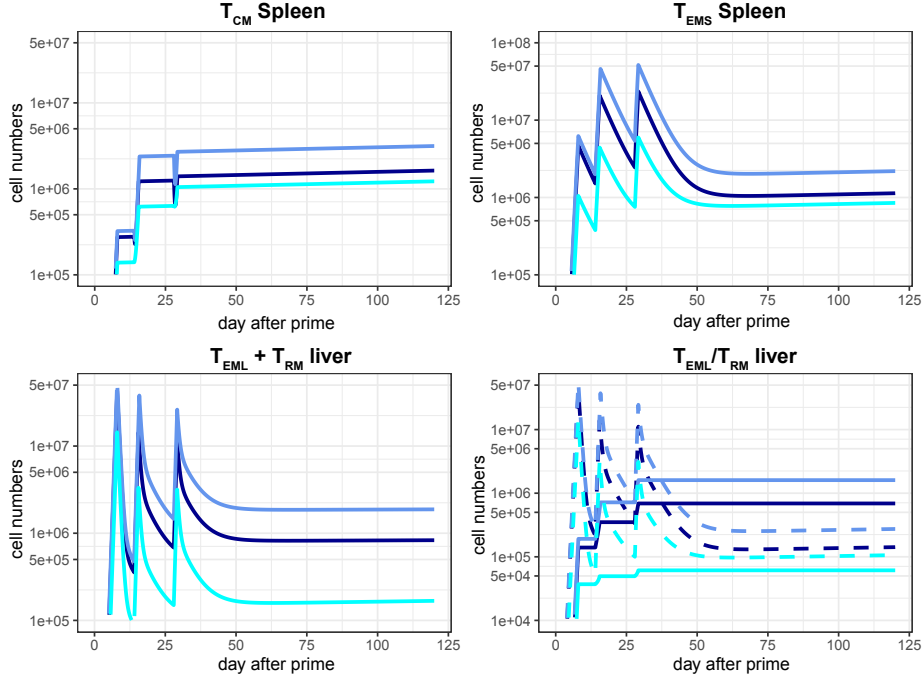 T_CM Spleen
cell numbers
5e+07
1e+07
5e+06
1e+06
5e+05
1e+05
0 25 50 75 100 125
day after prime
T_EMS Spleen
cell numbers
1e+08
5e+07
1e+07
5e+06
1e+06
5e+05
1e+05
0 25 50 75 100 125
day after prime
T_EML + T_RM liver
cell numbers
5e+07
1e+07
5e+06
1e+06
5e+05
1e+05
0 25 50 75 100 125
day after prime
T_EML/T_RM liver
cell numbers
5e+07
1e+07
5e+06
1e+06
5e+05
1e+05
5e+04
1e+04
0 25 50 75 100 125
day after prime